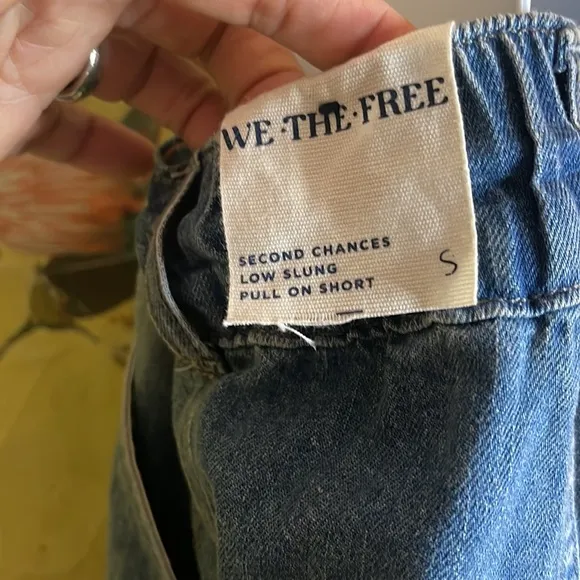 WE·THE·FREE
SECOND CHANCES
LOW SLUNG
PULL ON SHORT
S